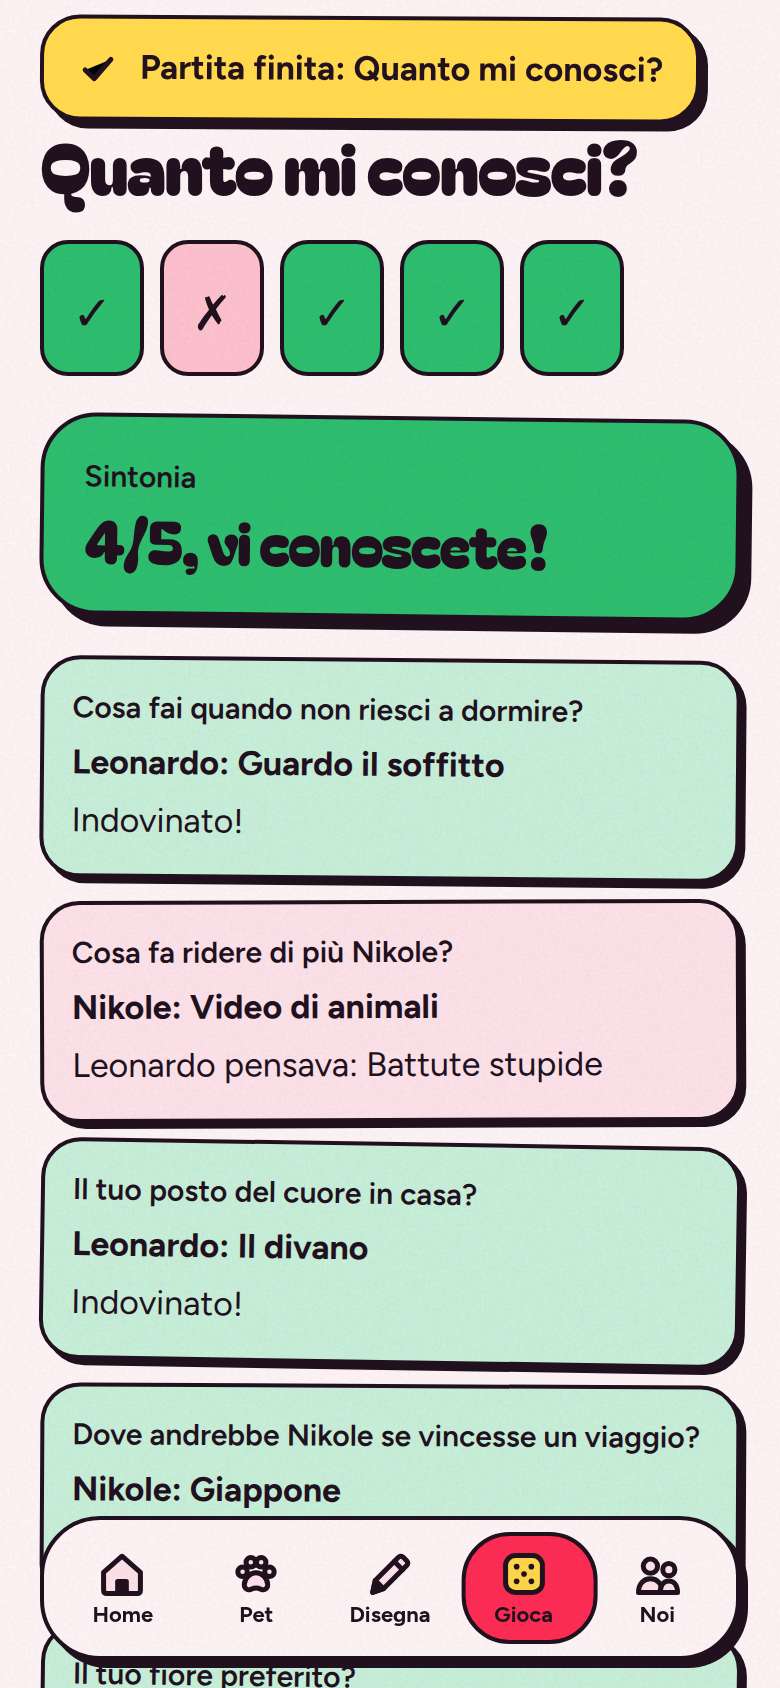 Partita finita: Quanto mi conosci?
Quanto mi conosci?
✓ ✗ ✓ ✓ ✓
Sintonia
4/5, vi conoscete!
Cosa fai quando non riesci a dormire?
Leonardo: Guardo il soffitto
Indovinato!
Cosa fa ridere di più Nikole?
Nikole: Video di animali
Leonardo pensava: Battute stupide
Il tuo posto del cuore in casa?
Leonardo: Il divano
Indovinato!
Dove andrebbe Nikole se vincesse un viaggio?
Nikole: Giappone
Home Pet Disegna Gioca Noi
Il tuo fiore preferito?